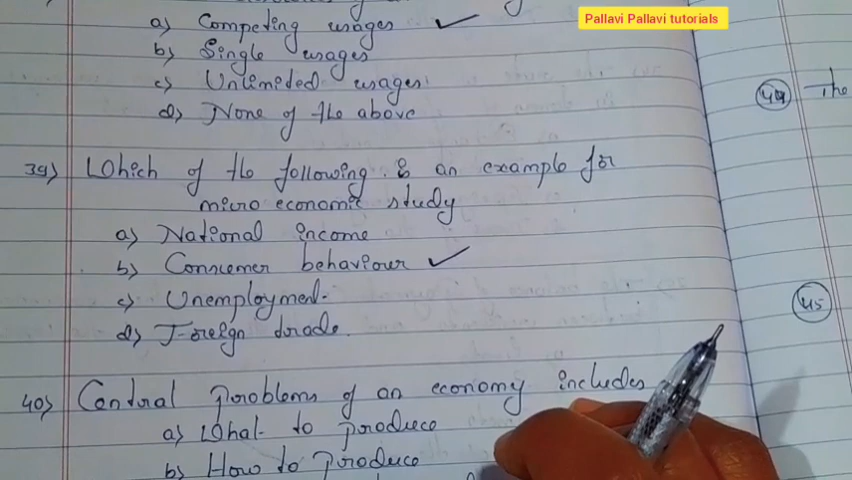 a) Competing usages ✓
Pallavi Pallavi tutorials
b) Single usages
c) Unlimited usages
d) None of the above
44 The
39) Which of the following is an example for
micro economic study
a) National income
b) Consumer behaviour ✓
c) Unemployment
45
d) Foreign trade.
40) Central problems of an economy includes
a) What to produce
b) How to produce